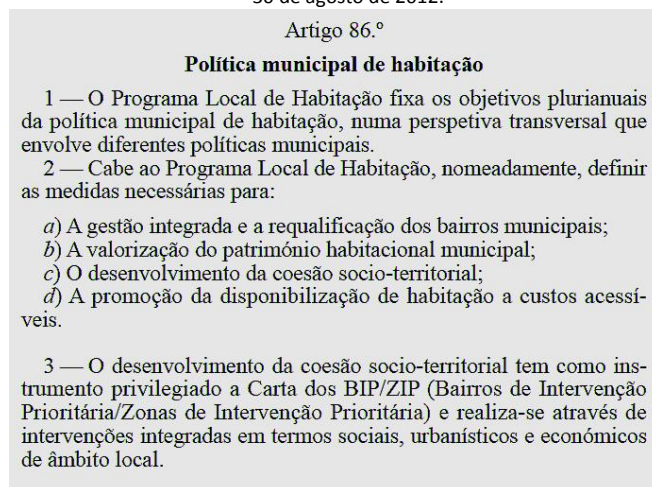 30 de agosto de 2012.
Artigo 86.º
Política municipal de habitação
1 — O Programa Local de Habitação fixa os objetivos plurianuais
da política municipal de habitação, numa perspetiva transversal que
envolve diferentes políticas municipais.
2 — Cabe ao Programa Local de Habitação, nomeadamente, definir
as medidas necessárias para:
a) A gestão integrada e a requalificação dos bairros municipais;
b) A valorização do património habitacional municipal;
c) O desenvolvimento da coesão socio-territorial;
d) A promoção da disponibilização de habitação a custos acessí-
veis.
3 — O desenvolvimento da coesão socio-territorial tem como ins-
trumento privilegiado a Carta dos BIP/ZIP (Bairros de Intervenção
Prioritária/Zonas de Intervenção Prioritária) e realiza-se através de
intervenções integradas em termos sociais, urbanísticos e económicos
de âmbito local.